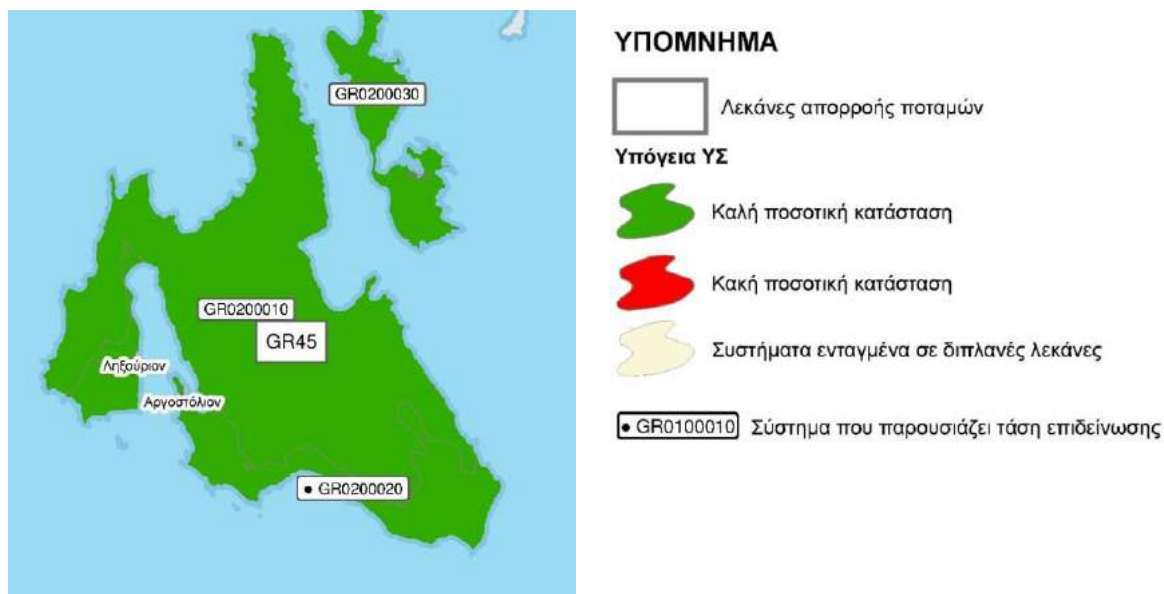 GR0200030
GR0200010
GR45
Ληξούριον
Αργοστόλιον
• GR0200020
ΥΠΟΜΝΗΜΑ
Λεκάνες απορροής ποταμών
Υπόγεια ΥΣ
Καλή ποσοτική κατάσταση
Κακή ποσοτική κατάσταση
Συστήματα ενταγμένα σε διπλανές λεκάνες
• GR0100010 Σύστημα που παρουσιάζει τάση επιδείνωσης